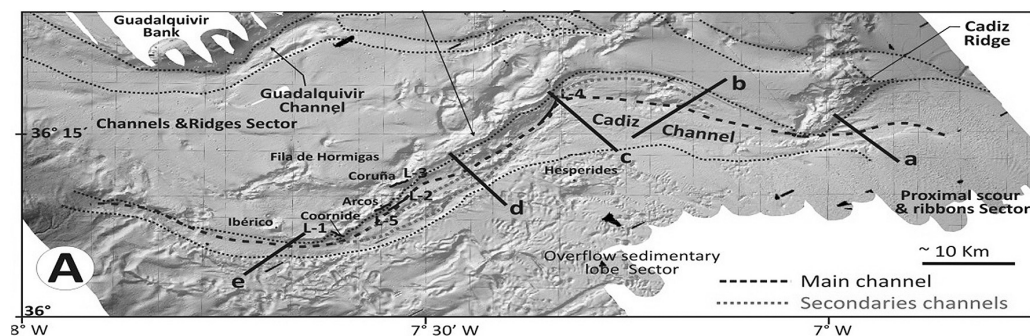 Guadalquivir
Bank
Cadiz
Ridge
Guadalquivir
Channel
b
L-4
Channels &Ridges Sector
36° 15'
Cadiz
Channel
Fila de Hormigas
c
a
Hesperides
Coruña
L-3
Arcos
L-2
d
Proximal scour
& ribbons Sector
Ibérico
Coornide
L-1
L-5
A
e
Overflow sedimentary
lobe Sector
~ 10 Km
Main channel
Secondaries channels
36°
8° W
7° 30' W
7° W